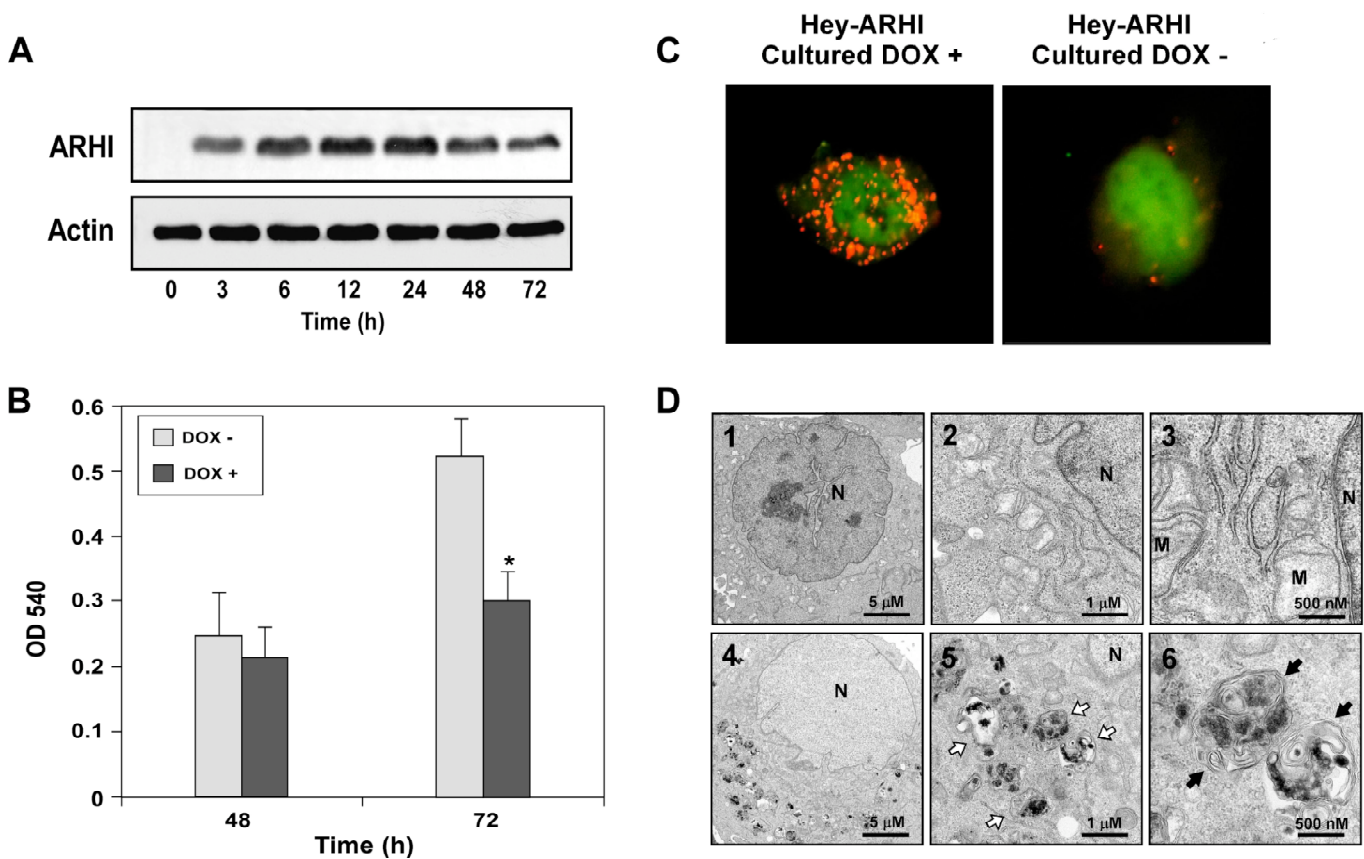 A
ARHI
Actin
0 3 6 12 24 48 72
Time (h)
B
0.6
0.5
0.4
0.3
0.2
0.1
0
OD 540
DOX -
DOX +
*
48 72
Time (h)
C
Hey-ARHI
Cultured DOX +
Hey-ARHI
Cultured DOX -
D
1
N
5 µM
2
N
1 µM
3
N
M
M
500 nM
4
N
5 µM
5
N
1 µM
6
500 nM